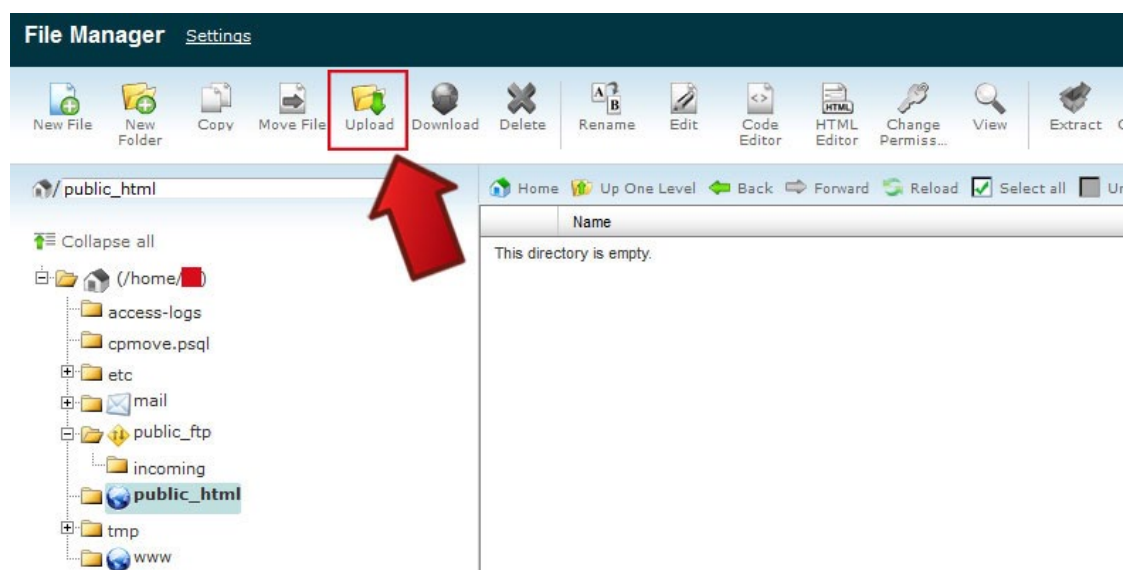 File Manager Settings
New File New Folder Copy Move File Upload Download Delete Rename Edit Code Editor HTML Editor Change Permiss... View Extract
/ public_html
Home Up One Level Back Forward Reload Select all
Name
Collapse all
This directory is empty.
(/home/ )
access-logs
cpmove.psql
etc
mail
public_ftp
incoming
public_html
tmp
www